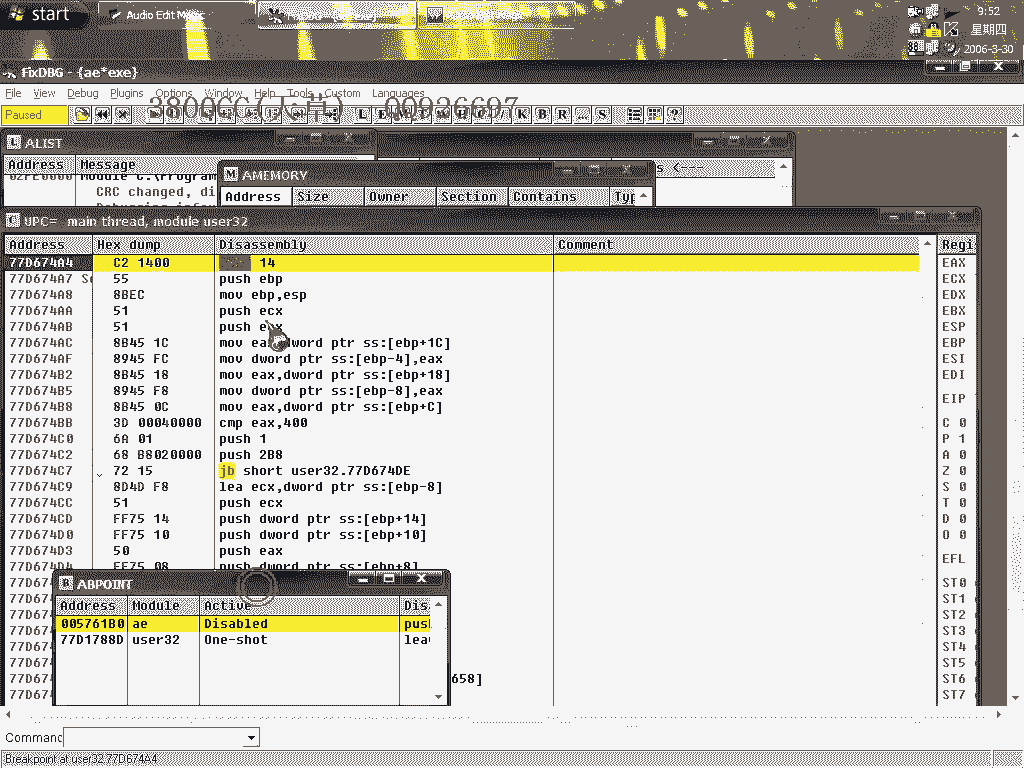 start
Audio Edit Magic
9:52
星期四
2006-3-30
FixDBG - {ae*exe}
File View Debug Plugins Options Window Help Tools Custom Languages
3800CC(天草) 00936697
Paused
L E M K B R ... S ?
ALIST
Address Message
AMEMORY
Address Size Owner Section Contains Typ
s <---
02FE0000 Module C:\Program
CRC changed, di
UPC= main thread, module user32
Address Hex dump Disassembly Comment Regi
77D674A4 C2 1400 14 EAX
77D674A7 55 push ebp ECX
77D674A8 8BEC mov ebp,esp EDX
77D674AA 51 push ecx EBX
77D674AB 51 push ecx ESP
77D674AC 8B45 1C mov eax,dword ptr ss:[ebp+1C] EBP
77D674AF 8945 FC mov dword ptr ss:[ebp-4],eax ESI
77D674B2 8B45 18 mov eax,dword ptr ss:[ebp+18] EDI
77D674B5 8945 F8 mov dword ptr ss:[ebp-8],eax
77D674B8 8B45 0C mov eax,dword ptr ss:[ebp+C] EIP
77D674BB 3D 00040000 cmp eax,400 C 0
77D674C0 6A 01 push 1 P 1
77D674C2 68 B8020000 push 2B8 A 0
77D674C7 72 15 jb short user32.77D674DE Z 0
77D674C9 8D4D F8 lea ecx,dword ptr ss:[ebp-8] S 0
77D674CC 51 push ecx T 0
77D674CD FF75 14 push dword ptr ss:[ebp+14] D 0
77D674D0 FF75 10 push dword ptr ss:[ebp+10] O 0
77D674D3 50 push eax
77D674D4 FF75 08 push dword ptr ss:[ebp+8] EFL
ABPOINT
Address Module Active Dis
005761B0 ae Disabled pus
77D1788D user32 One-shot lea
658]
ST0
ST1
ST2
ST3
ST4
ST5
ST6
ST7
Command
Breakpoint at user32.77D674A4